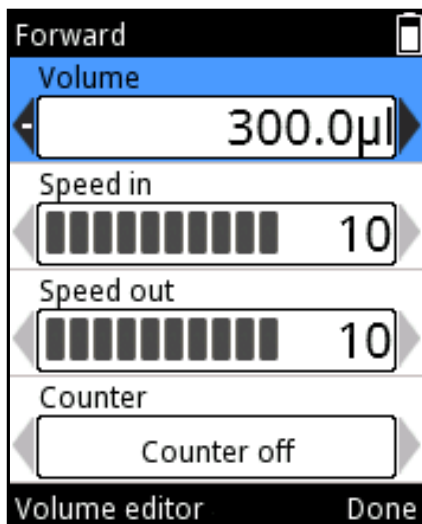 Forward
Volume
- 300.0µl
Speed in
10
Speed out
10
Counter
Counter off
Volume editor Done